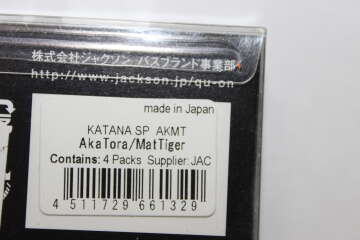 株式会社ジャクソン バスブランド事業部
http://www.jackson.jp/qu-on
made in Japan
KATANA SP AKMT
AkaTora/MatTiger
Contains: 4 Packs Supplier: JAC
4 511729 661329